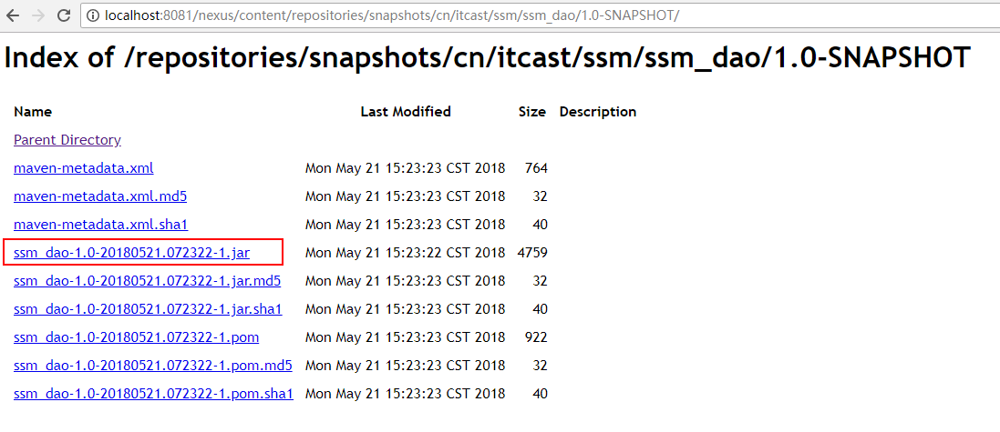 localhost:8081/nexus/content/repositories/snapshots/cn/itcast/ssm/ssm_dao/1.0-SNAPSHOT/
Index of /repositories/snapshots/cn/itcast/ssm/ssm_dao/1.0-SNAPSHOT
Name Last Modified Size Description
Parent Directory
maven-metadata.xml Mon May 21 15:23:23 CST 2018 764
maven-metadata.xml.md5 Mon May 21 15:23:23 CST 2018 32
maven-metadata.xml.sha1 Mon May 21 15:23:23 CST 2018 40
ssm_dao-1.0-20180521.072322-1.jar Mon May 21 15:23:22 CST 2018 4759
ssm_dao-1.0-20180521.072322-1.jar.md5 Mon May 21 15:23:23 CST 2018 32
ssm_dao-1.0-20180521.072322-1.jar.sha1 Mon May 21 15:23:23 CST 2018 40
ssm_dao-1.0-20180521.072322-1.pom Mon May 21 15:23:23 CST 2018 922
ssm_dao-1.0-20180521.072322-1.pom.md5 Mon May 21 15:23:23 CST 2018 32
ssm_dao-1.0-20180521.072322-1.pom.sha1 Mon May 21 15:23:23 CST 2018 40